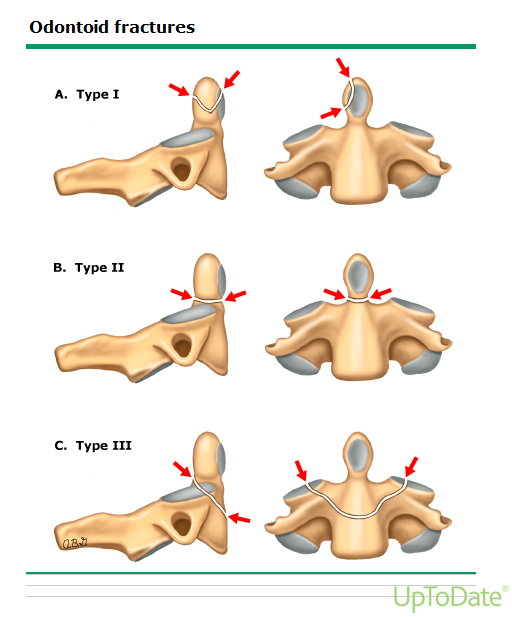 Odontoid fractures
A. Type I
B. Type II
C. Type III
UpToDate®